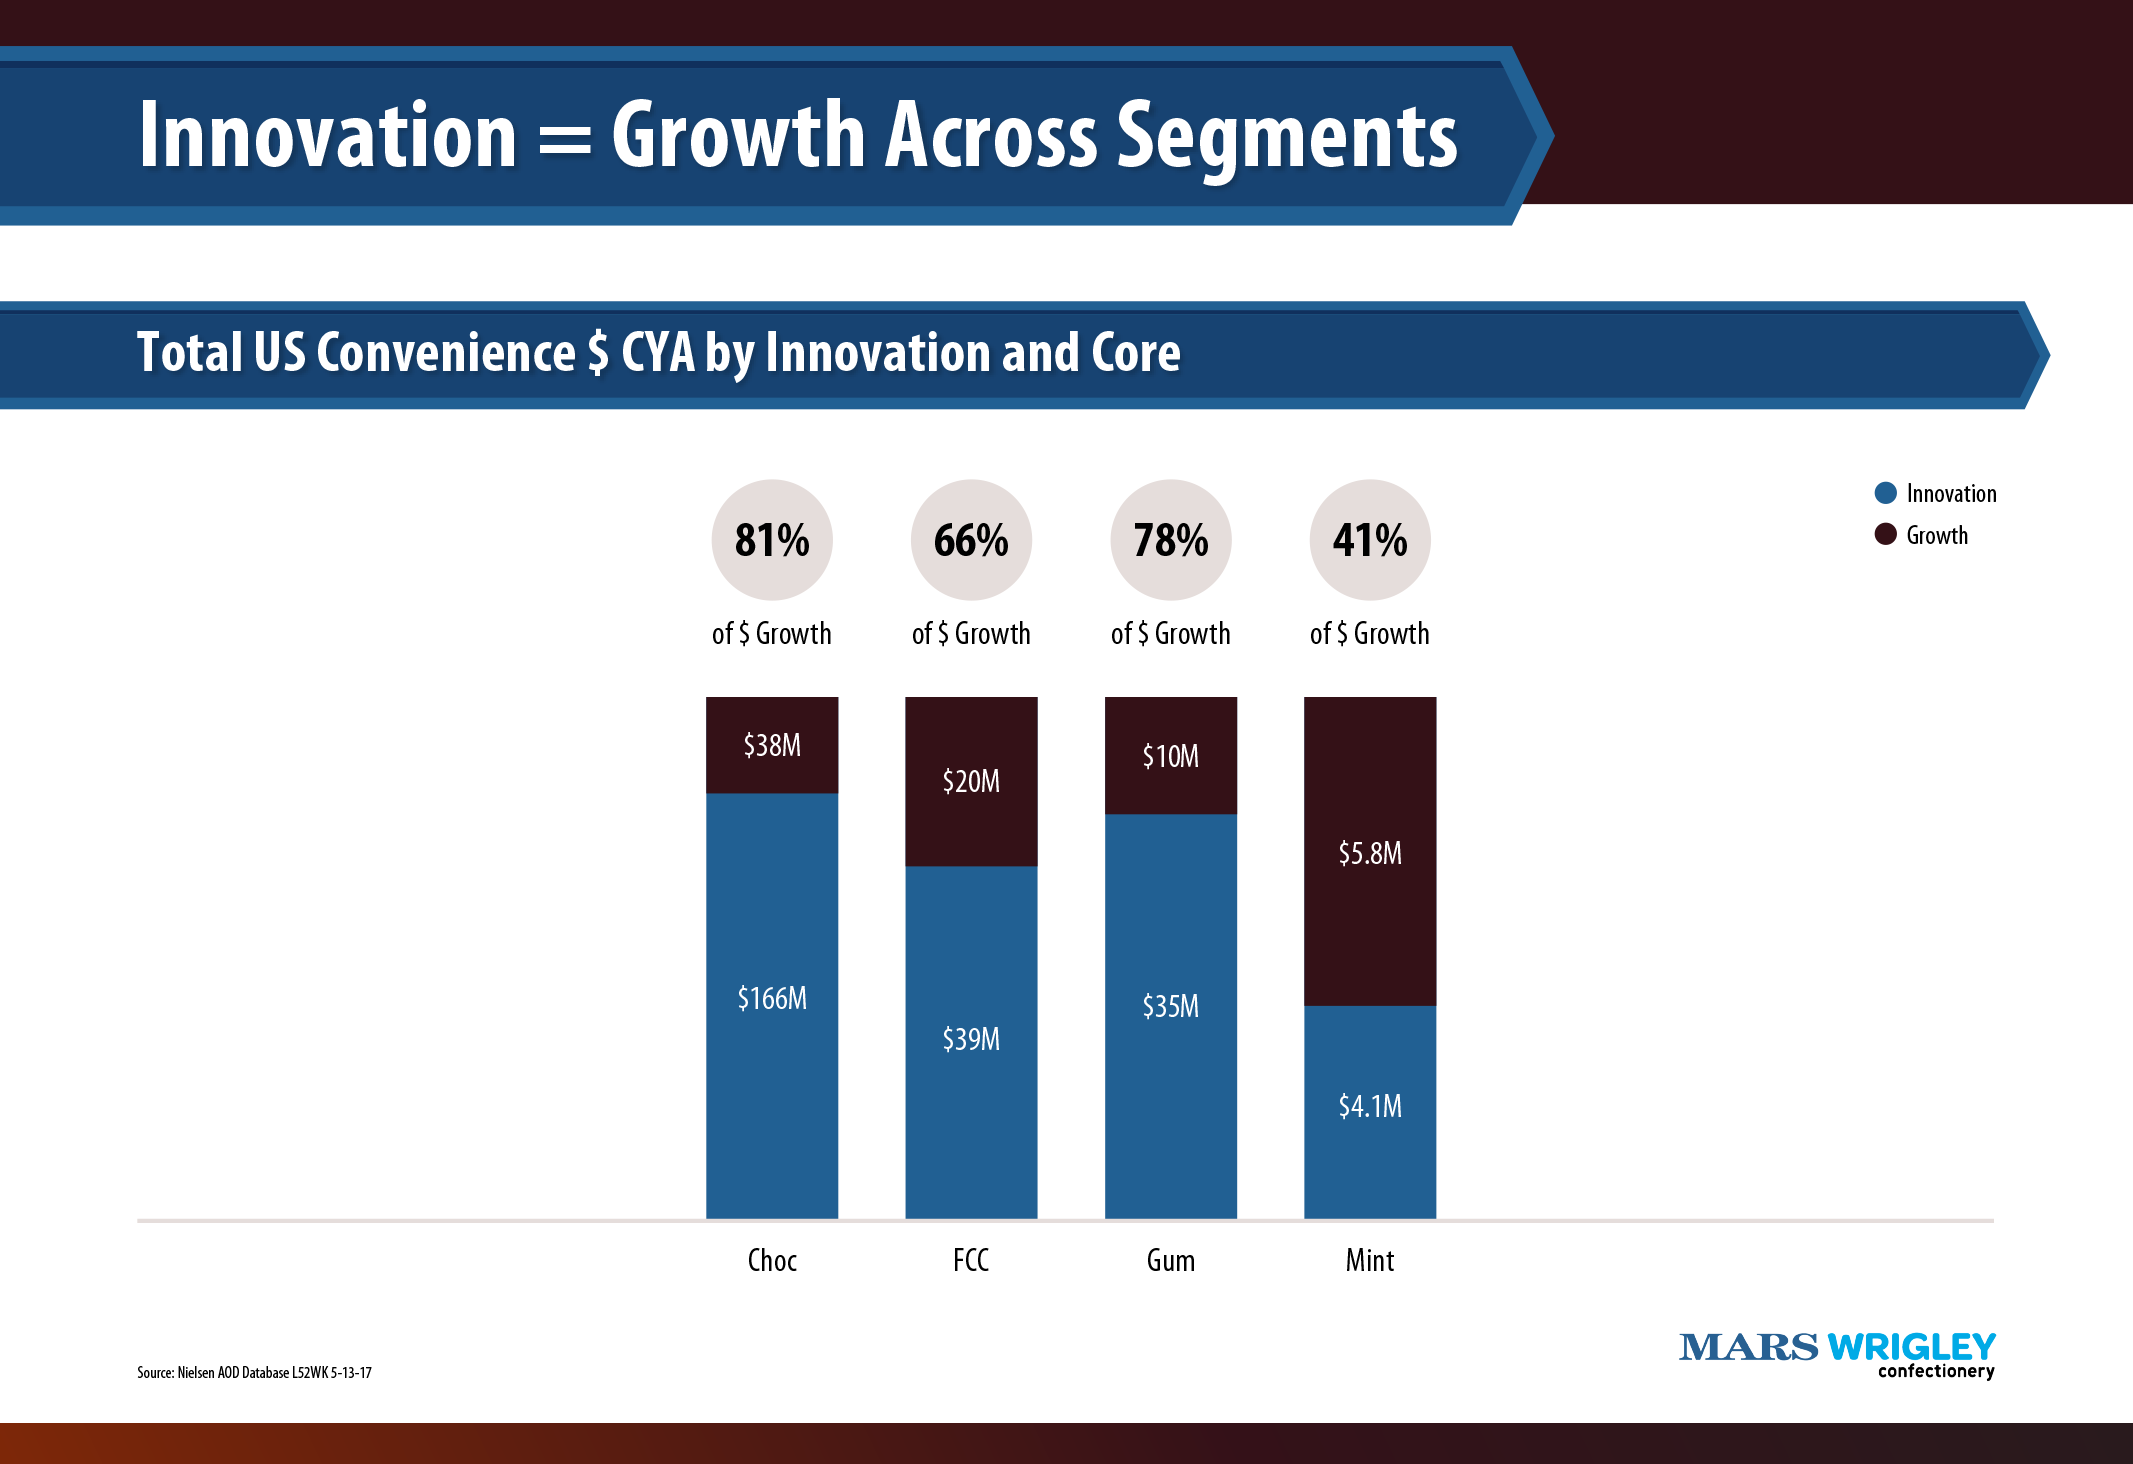 Innovation = Growth Across Segments
Total US Convenience $ CYA by Innovation and Core
81% 66% 78% 41%
of $ Growth of $ Growth of $ Growth of $ Growth
Innovation
Growth
$38M $20M $10M $5.8M
$166M $39M $35M $4.1M
Choc FCC Gum Mint
Source: Nielsen AOD Database L52WK 5-13-17
MARS WRIGLEY
confectionery